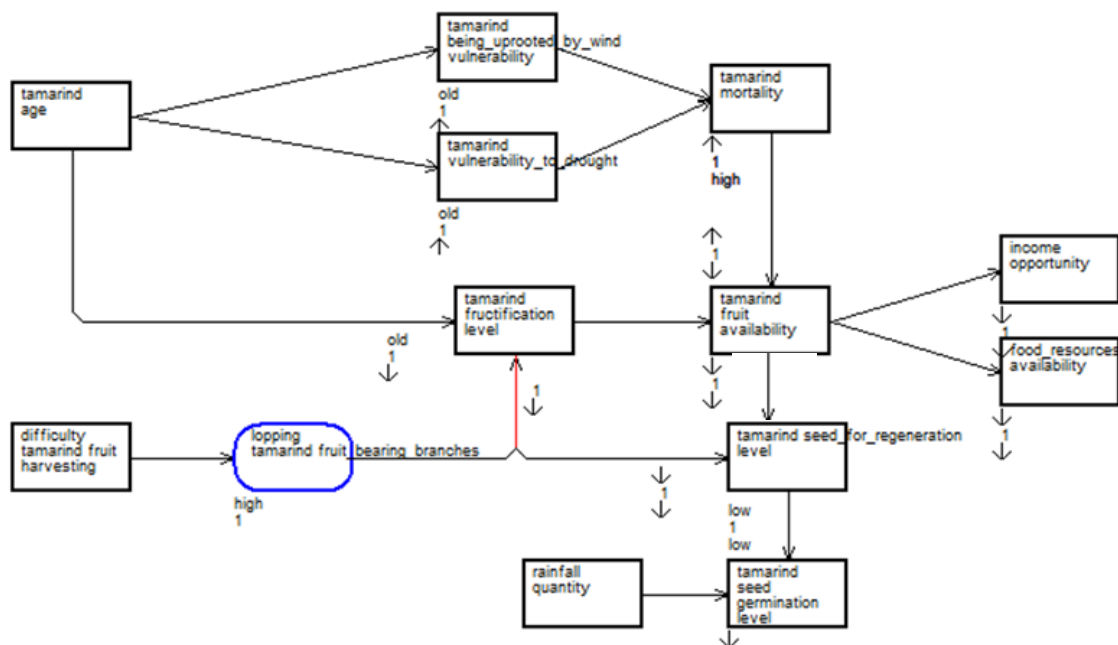 tamarind
being_uprooted_by_wind
vulnerability
tamarind
age
tamarind
mortality
old
1
tamarind
vulnerability_to_drought
1
high
old
1
income
opportunity
1
tamarind
fructification
level
tamarind
fruit
availability
old
1
1
food_resources
availability
1
1
1
difficulty
tamarind fruit
harvesting
lopping
tamarind fruit_bearing_branches
tamarind seed_for_regeneration
level
1
high
1
low
1
low
rainfall
quantity
tamarind
seed
germination
level